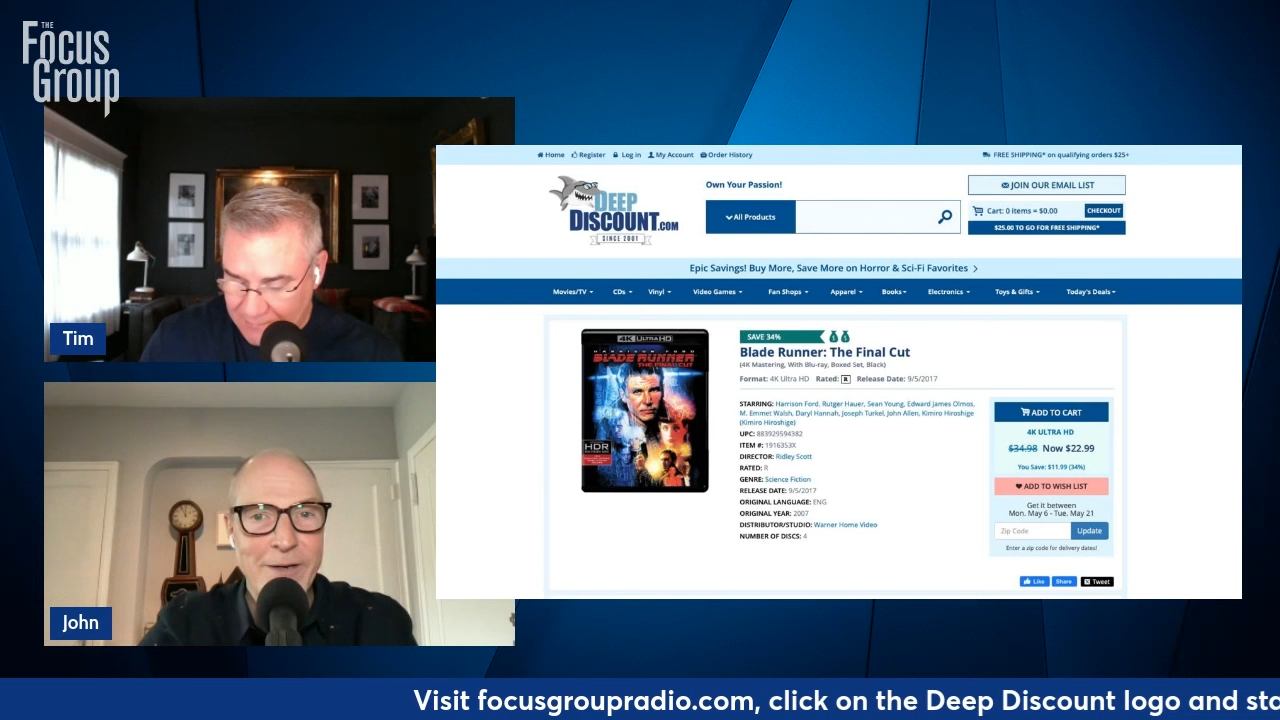 THE
FOCUS
GROUP
Tim
John
Home Register Log in My Account Order History
FREE SHIPPING* on qualifying orders $25+
DEEP
DISCOUNT.COM
SINCE 2001
Own Your Passion!
All Products
JOIN OUR EMAIL LIST
Cart: 0 items = $0.00 CHECKOUT
$25.00 TO GO FOR FREE SHIPPING*
Epic Savings! Buy More, Save More on Horror & Sci-Fi Favorites
Movies/TV CDs Vinyl Video Games Fan Shops Apparel Books Electronics Toys & Gifts Today's Deals
4K ULTRA HD
HARRISON FORD
BLADE RUNNER
THE FINAL CUT
HDR
SAVE 34%
Blade Runner: The Final Cut
(4K Mastering, With Blu-ray, Boxed Set, Black)
Format: 4K Ultra HD Rated: R Release Date: 9/5/2017
STARRING: Harrison Ford, Rutger Hauer, Sean Young, Edward James Olmos,
M. Emmet Walsh, Daryl Hannah, Joseph Turkel, John Allen, Kimiro Hiroshige
(Kimiro Hiroshige)
UPC: 883929594382
ITEM #: 1916353X
DIRECTOR: Ridley Scott
RATED: R
GENRE: Science Fiction
RELEASE DATE: 9/5/2017
ORIGINAL LANGUAGE: ENG
ORIGINAL YEAR: 2007
DISTRIBUTOR/STUDIO: Warner Home Video
NUMBER OF DISCS: 4
ADD TO CART
4K ULTRA HD
$34.98 Now $22.99
You Save: $11.99 (34%)
ADD TO WISH LIST
Get it between
Mon. May 6 - Tue. May 21
Zip Code Update
Enter a zip code for delivery dates!
Like Share Tweet
Visit focusgroupradio.com, click on the Deep Discount logo and sta